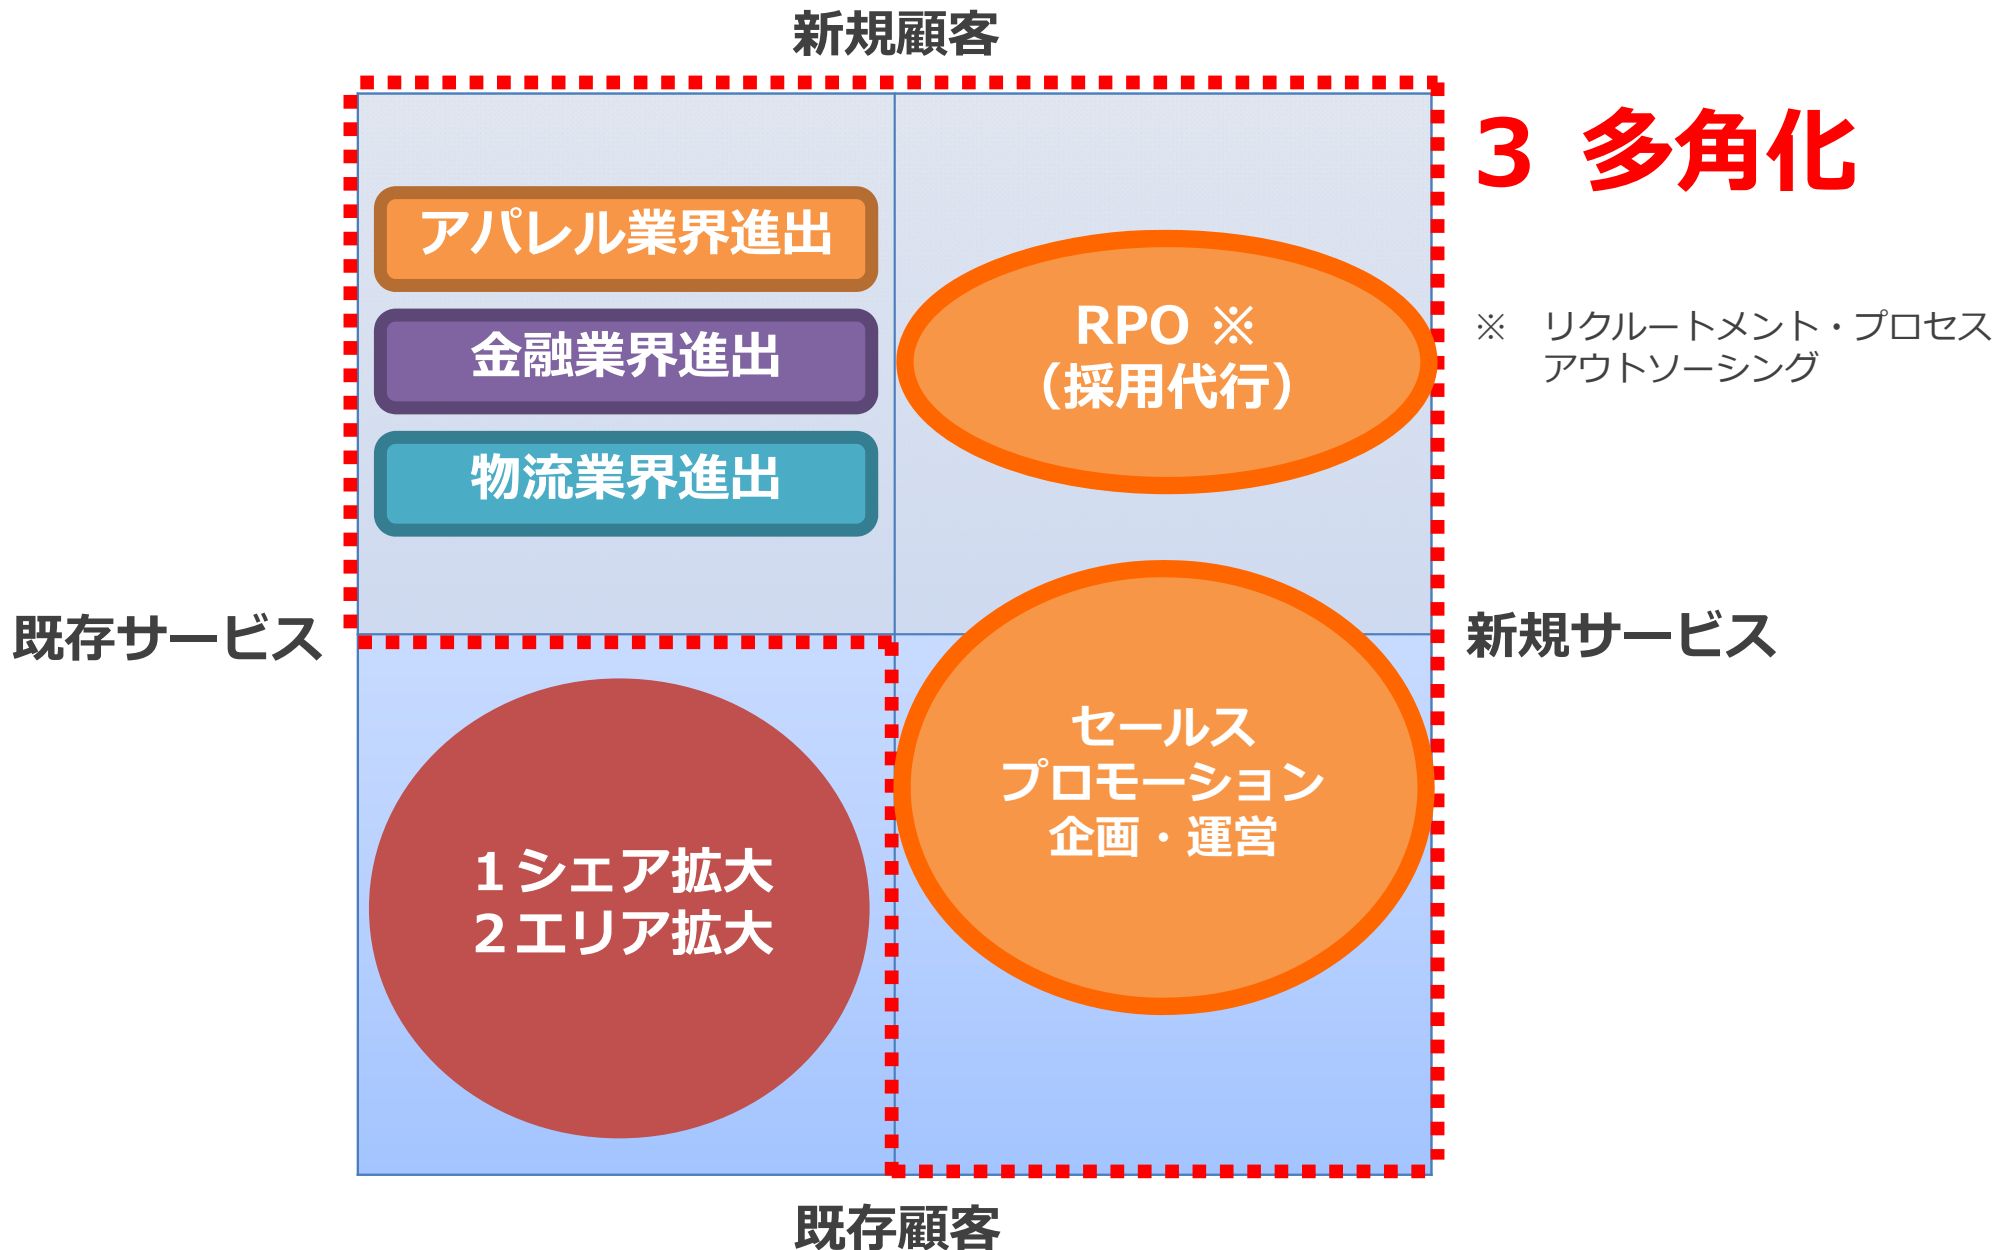 新規顧客
3 多角化
アパレル業界進出
金融業界進出
物流業界進出
RPO ※
（採用代行）
※ リクルートメント・プロセス
アウトソーシング
既存サービス
新規サービス
セールス
プロモーション
企画・運営
１シェア拡大
２エリア拡大
既存顧客